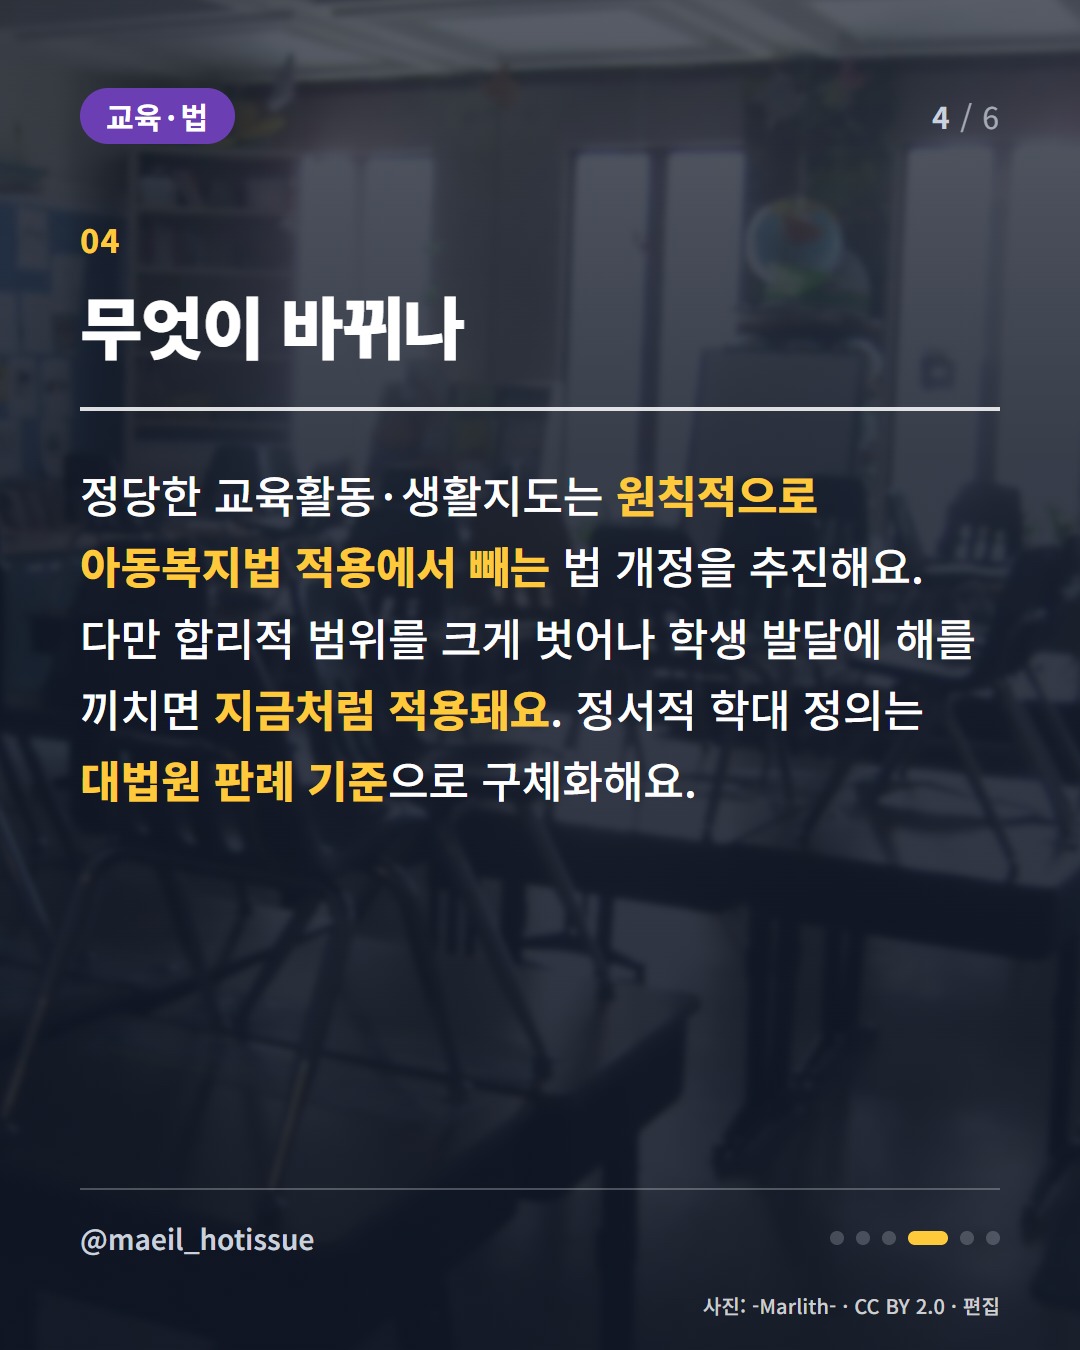 교육·법
4 / 6
04
무엇이 바뀌나
정당한 교육활동·생활지도는 원칙적으로
아동복지법 적용에서 빼는 법 개정을 추진해요.
다만 합리적 범위를 크게 벗어나 학생 발달에 해를
끼치면 지금처럼 적용돼요. 정서적 학대 정의는
대법원 판례 기준으로 구체화해요.
@maeil_hotissue
사진: -Marlith- · CC BY 2.0 · 편집